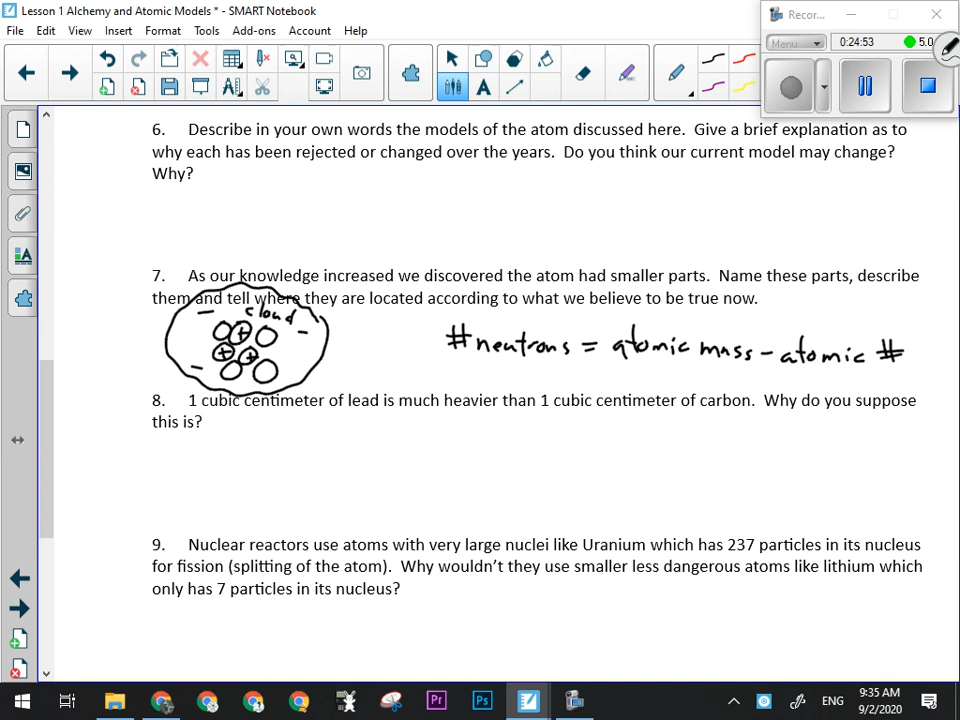 Lesson 1 Alchemy and Atomic Models * - SMART Notebook
File Edit View Insert Format Tools Add-ons Account Help
Recor...
Menu 0:24:53 5.0
6. Describe in your own words the models of the atom discussed here. Give a brief explanation as to
why each has been rejected or changed over the years. Do you think our current model may change?
Why?
7. As our knowledge increased we discovered the atom had smaller parts. Name these parts, describe
them and tell where they are located according to what we believe to be true now.
cloud
- - -
+ + +
#neutrons = atomic mass - atomic #
8. 1 cubic centimeter of lead is much heavier than 1 cubic centimeter of carbon. Why do you suppose
this is?
9. Nuclear reactors use atoms with very large nuclei like Uranium which has 237 particles in its nucleus
for fission (splitting of the atom). Why wouldn't they use smaller less dangerous atoms like lithium which
only has 7 particles in its nucleus?
Pr Ps
ENG
9:35 AM
9/2/2020